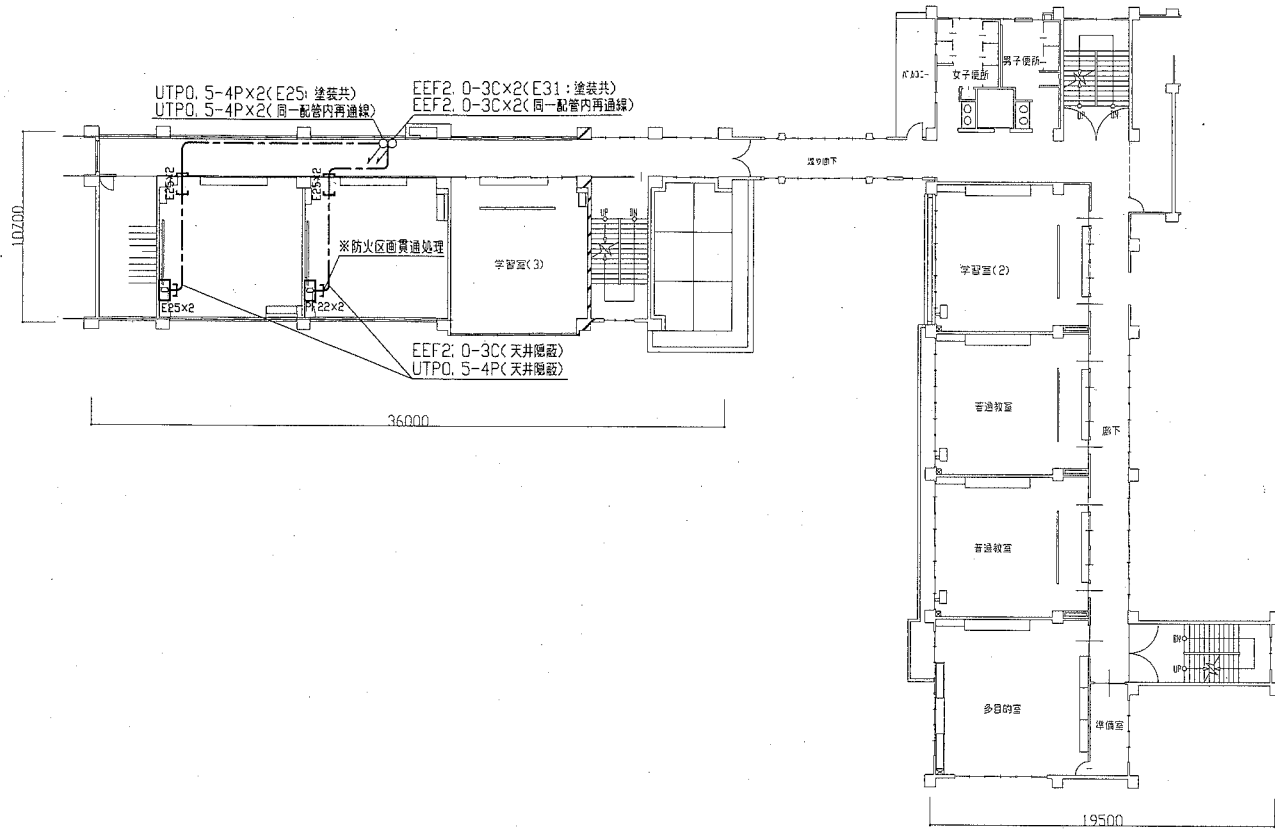 バルコニー
女子便所
男子便所
UP
DN
UTP0.5-4P×2(E25:塗装共)
UTP0.5-4P×2(同一配管内再通線)
EEF2.0-3C×2(E31:塗装共)
EEF2.0-3C×2(同一配管内再通線)
渡り廊下
10700
E25×2
E25×2
※防火区画貫通処理
学習室(3)
UP
DN
学習室(2)
E25×2
PF22×2
EEF2.0-3C(天井隠蔽)
UTP0.5-4P(天井隠蔽)
36000
普通教室
廊下
普通教室
DN
UP
多目的室
準備室
19500